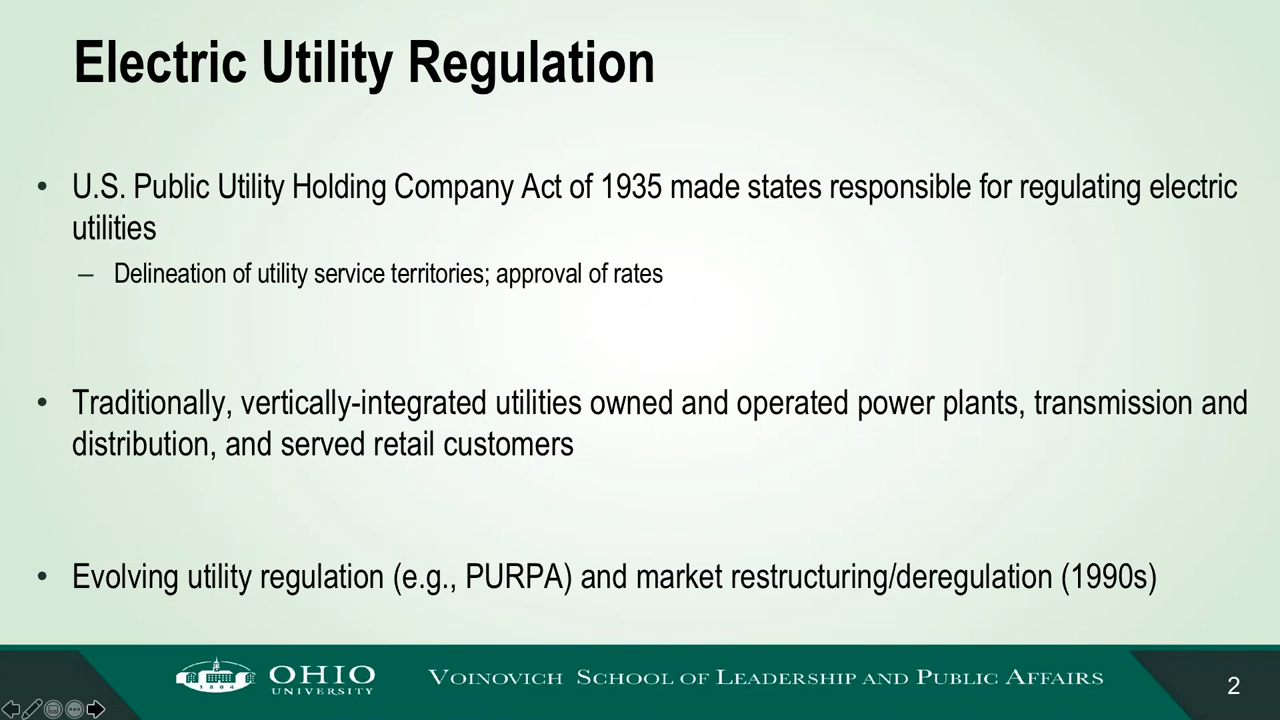 Electric Utility Regulation
• U.S. Public Utility Holding Company Act of 1935 made states responsible for regulating electric
utilities
– Delineation of utility service territories; approval of rates
• Traditionally, vertically-integrated utilities owned and operated power plants, transmission and
distribution, and served retail customers
• Evolving utility regulation (e.g., PURPA) and market restructuring/deregulation (1990s)
1804
OHIO
UNIVERSITY
VOINOVICH SCHOOL OF LEADERSHIP AND PUBLIC AFFAIRS
2